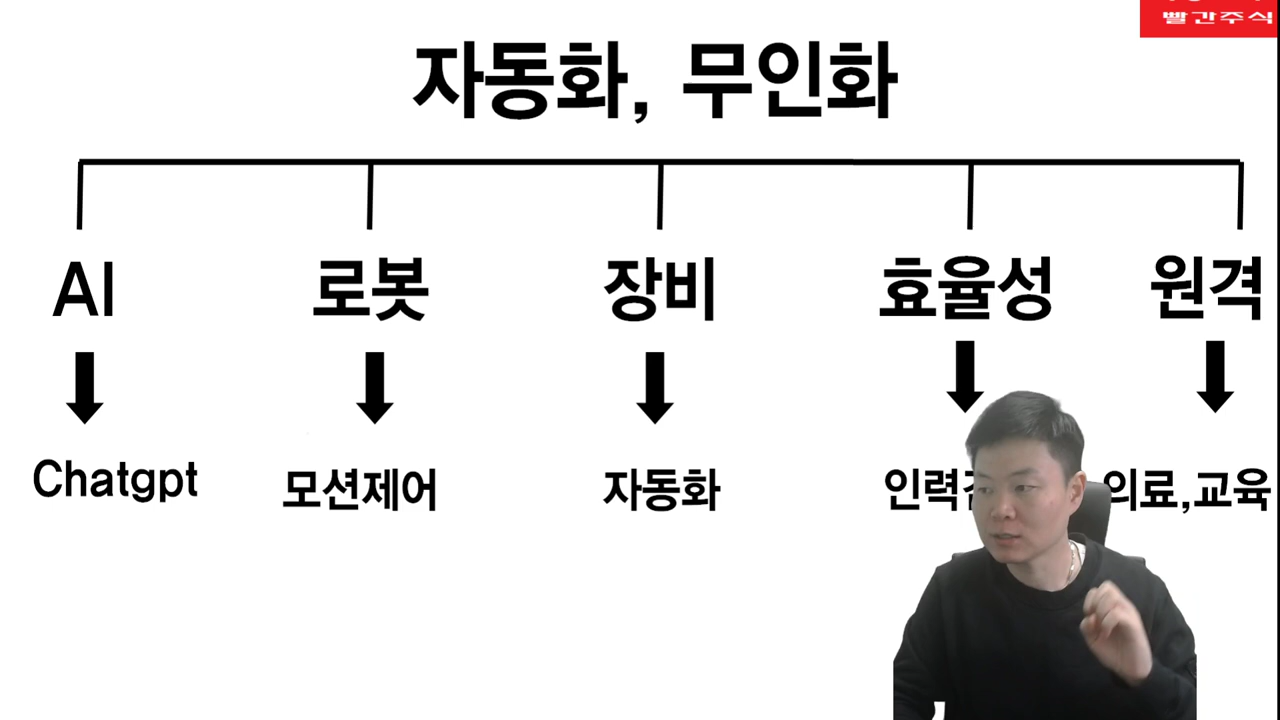 빨간주식
자동화, 무인화
AI 로봇 장비 효율성 원격
Chatgpt 모션제어 자동화 인력 의료,교육